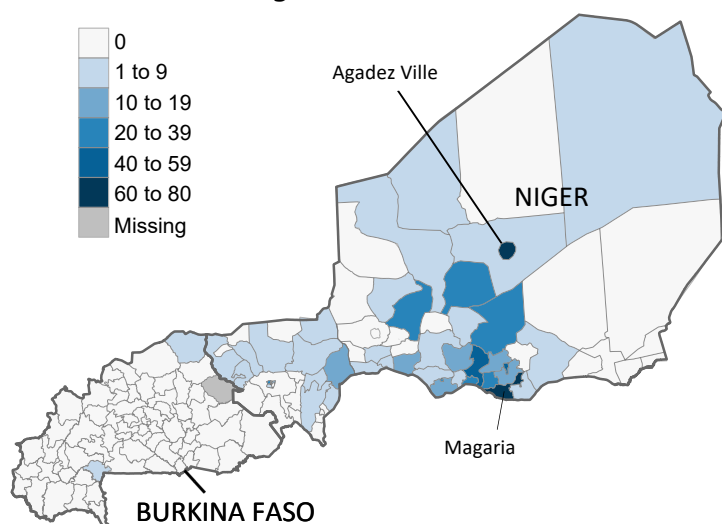 0
1 to 9
10 to 19
20 to 39
40 to 59
60 to 80
Missing
Agadez Ville
NIGER
Magaria
BURKINA FASO